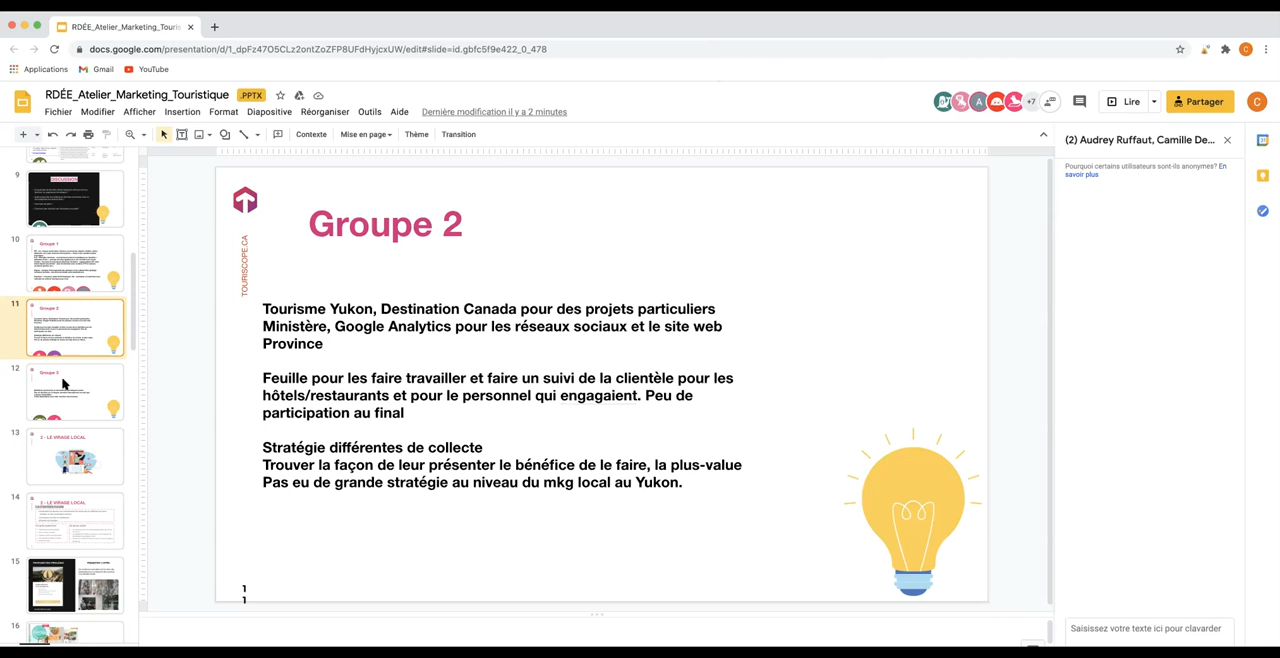 RDÉE_Atelier_Marketing_Touris
docs.google.com/presentation/d/1_dpFz47O5CLz2ontZoZFP8UFdHyjcxUW/edit#slide=id.gbfc5f9e422_0_478
C
Applications Gmail YouTube
RDÉE_Atelier_Marketing_Touristique .PPTX
A +7 Lire Partager C
Fichier Modifier Afficher Insertion Format Diapositive Réorganiser Outils Aide Dernière modification il y a 2 minutes
Contexte Mise en page Thème Transition
(2) Audrey Ruffaut, Camille De...
Pourquoi certains utilisateurs sont-ils anonymes? En
savoir plus
9
DISCUSSION
10
Groupe 1
11
Groupe 2
12
Groupe 3
13
2 - LE VIRAGE LOCAL
14
2 - LE VIRAGE LOCAL
15
16
TOURISCOPE.CA
Groupe 2
Tourisme Yukon, Destination Canada pour des projets particuliers
Ministère, Google Analytics pour les réseaux sociaux et le site web
Province
Feuille pour les faire travailler et faire un suivi de la clientèle pour les
hôtels/restaurants et pour le personnel qui engagaient. Peu de
participation au final
Stratégie différentes de collecte
Trouver la façon de leur présenter le bénéfice de le faire, la plus-value
Pas eu de grande stratégie au niveau du mkg local au Yukon.
1
1
Saisissez votre texte ici pour clavarder